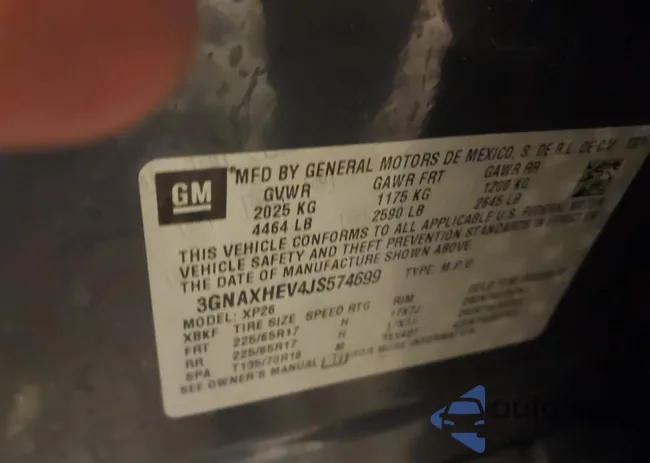 GM
MFD BY GENERAL MOTORS DE MEXICO, S. DE R.L. DE C.V.
GVWR GAWR FRT GAWR RR
2025 KG 1175 KG 1200 KG
4464 LB 2590 LB 2645 LB
THIS VEHICLE CONFORMS TO ALL APPLICABLE U.S. FEDERAL MOTOR
VEHICLE SAFETY AND THEFT PREVENTION STANDARDS IN EFFECT ON
THE DATE OF MANUFACTURE SHOWN ABOVE.
3GNAXHEV4JS574699 TYPE: M.P.V.
MODEL: XP26
XBKF TIRE SIZE SPEED RTG RIM
FRT 225/65R17 H 17X7J
RR 225/65R17 H 17X7J
SPA T135/70R16 M
SEE OWNER'S MANUAL FOR MORE INFORMATION